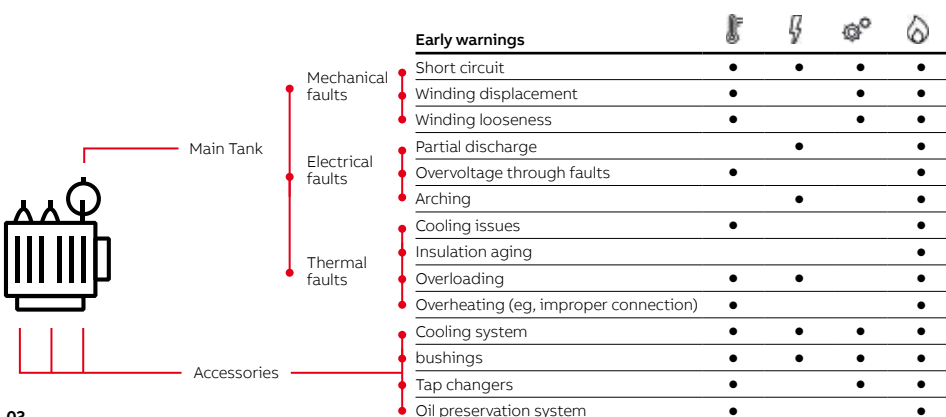 Early warnings
Short circuit
Mechanical
faults
Winding displacement
Winding looseness
Main Tank
Partial discharge
Electrical
faults
Overvoltage through faults
Arching
Cooling issues
Insulation aging
Thermal
faults
Overloading
Overheating (eg, improper connection)
Cooling system
bushings
Accessories
Tap changers
Oil preservation system
03